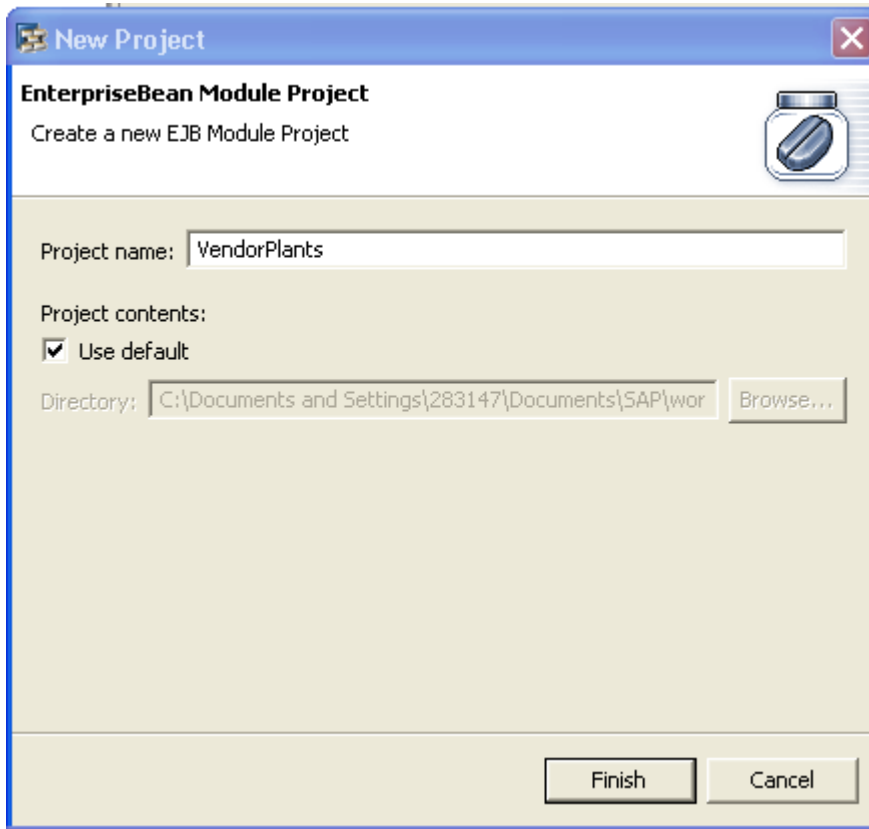 New Project
EnterpriseBean Module Project
Create a new EJB Module Project
Project name: VendorPlants
Project contents:
Use default
Directory: C:\Documents and Settings\283147\Documents\SAP\wor Browse...
Finish Cancel